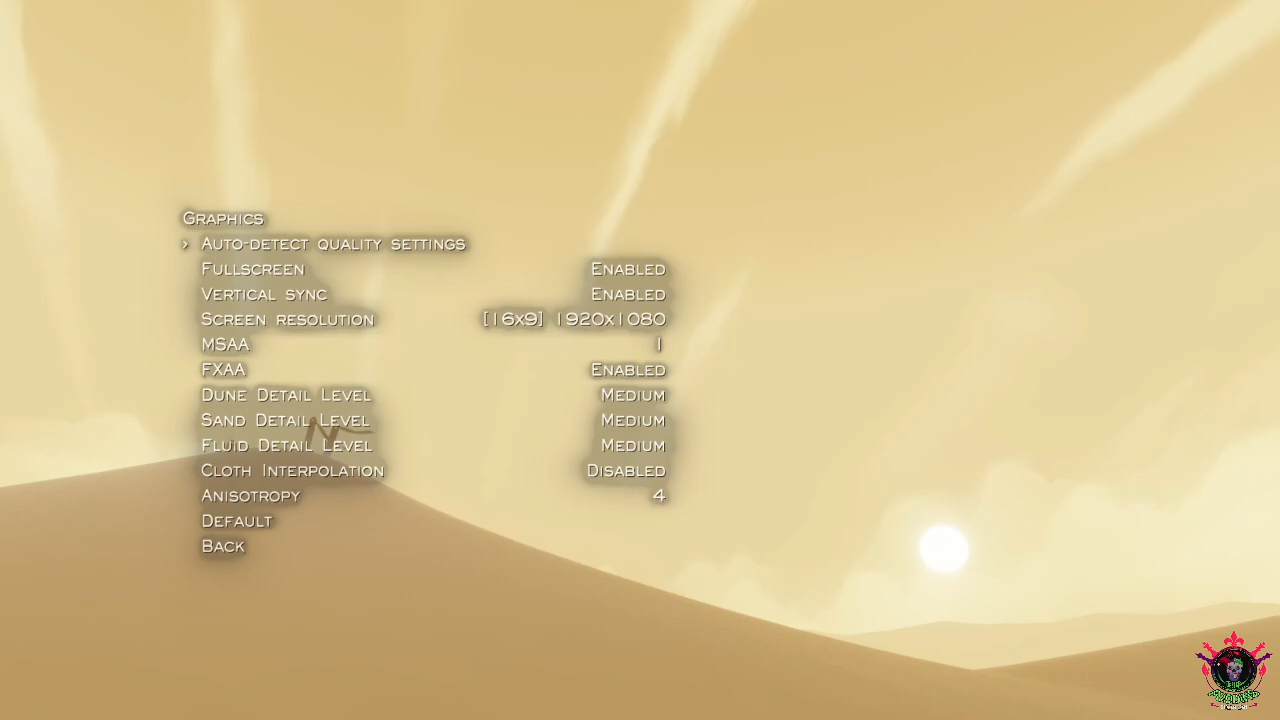 Graphics
› Auto-detect quality settings
Fullscreen Enabled
Vertical sync Enabled
Screen resolution [16x9] 1920x1080
MSAA 1
FXAA Enabled
Dune Detail Level Medium
Sand Detail Level Medium
Fluid Detail Level Medium
Cloth Interpolation Disabled
Anisotropy 4
Default
Back